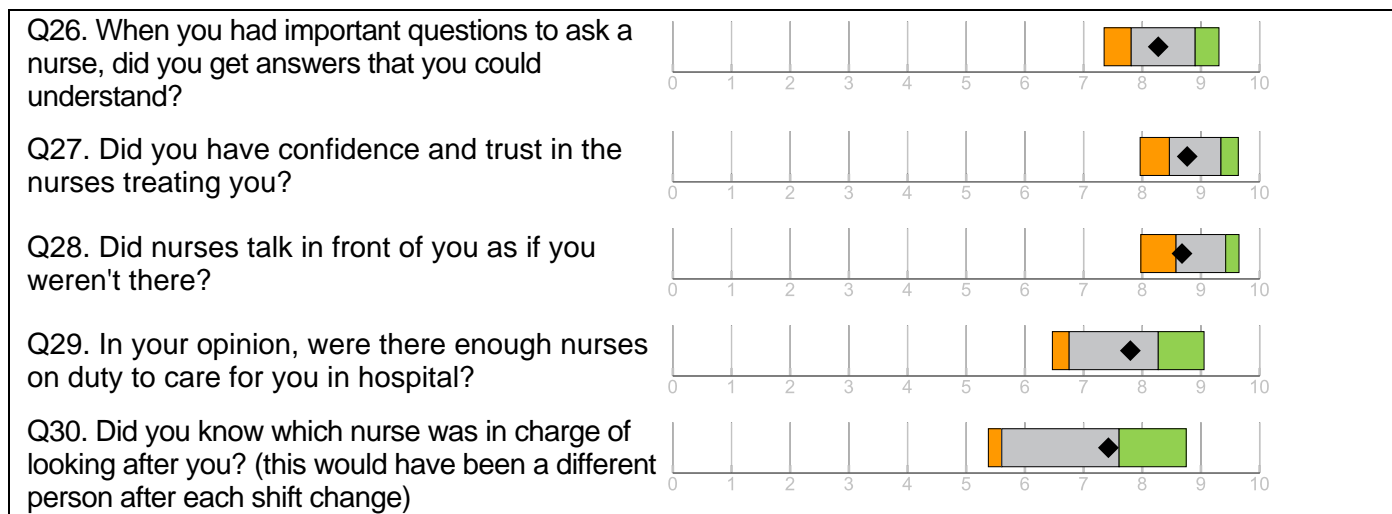 Q26. When you had important questions to ask a
nurse, did you get answers that you could
understand?
0 1 2 3 4 5 6 7 8 9 10
Q27. Did you have confidence and trust in the
nurses treating you?
0 1 2 3 4 5 6 7 8 9 10
Q28. Did nurses talk in front of you as if you
weren't there?
0 1 2 3 4 5 6 7 8 9 10
Q29. In your opinion, were there enough nurses
on duty to care for you in hospital?
0 1 2 3 4 5 6 7 8 9 10
Q30. Did you know which nurse was in charge of
looking after you? (this would have been a different
person after each shift change)
0 1 2 3 4 5 6 7 8 9 10